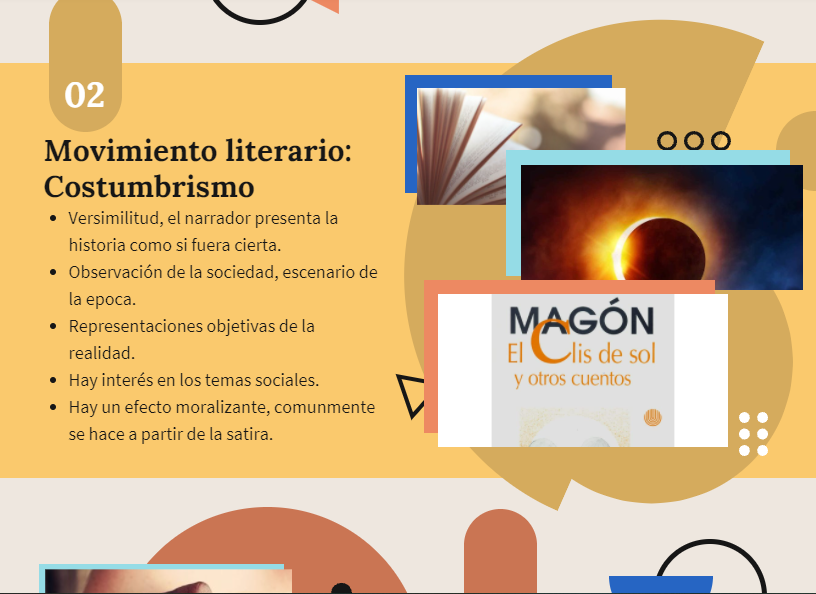 02
Movimiento literario:
Costumbrismo
Versimilitud, el narrador presenta la
historia como si fuera cierta.
Observación de la sociedad, escenario de
la epoca.
Representaciones objetivas de la
realidad.
Hay interés en los temas sociales.
Hay un efecto moralizante, comunmente
se hace a partir de la satira.
MAGÓN
El Clis de sol
y otros cuentos